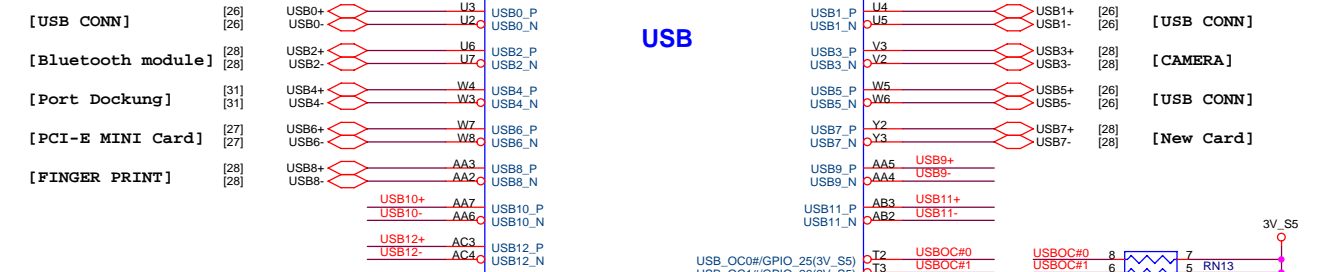 [USB CONN] [26] USB0+ U3 USB0_P
[26] USB0- U2 USB0_N
[Bluetooth module] [28] USB2+ U6 USB2_P
[28] USB2- U7 USB2_N
[Port Dockung] [31] USB4+ W4 USB4_P
[31] USB4- W3 USB4_N
[PCI-E MINI Card] [27] USB6+ W7 USB6_P
[27] USB6- W8 USB6_N
[FINGER PRINT] [28] USB8+ AA3 USB8_P
[28] USB8- AA2 USB8_N
USB10+ AA7 USB10_P
USB10- AA6 USB10_N
USB12+ AC3 USB12_P
USB12- AC4 USB12_N
USB
USB1_P U4 USB1+ [26] [USB CONN]
USB1_N U5 USB1- [26]
USB3_P V3 USB3+ [28] [CAMERA]
USB3_N V2 USB3- [28]
USB5_P W5 USB5+ [26] [USB CONN]
USB5_N W6 USB5- [26]
USB7_P Y2 USB7+ [28] [New Card]
USB7_N Y3 USB7- [28]
USB9_P AA5 USB9+
USB9_N AA4 USB9-
USB11_P AB3 USB11+
USB11_N AB2 USB11-
3V_S5
USB_OC0#/GPIO_25(3V_S5) T2 USBOC#0 USBOC#0 8 7
T3 USBOC#1 USBOC#1 6 5 RN13